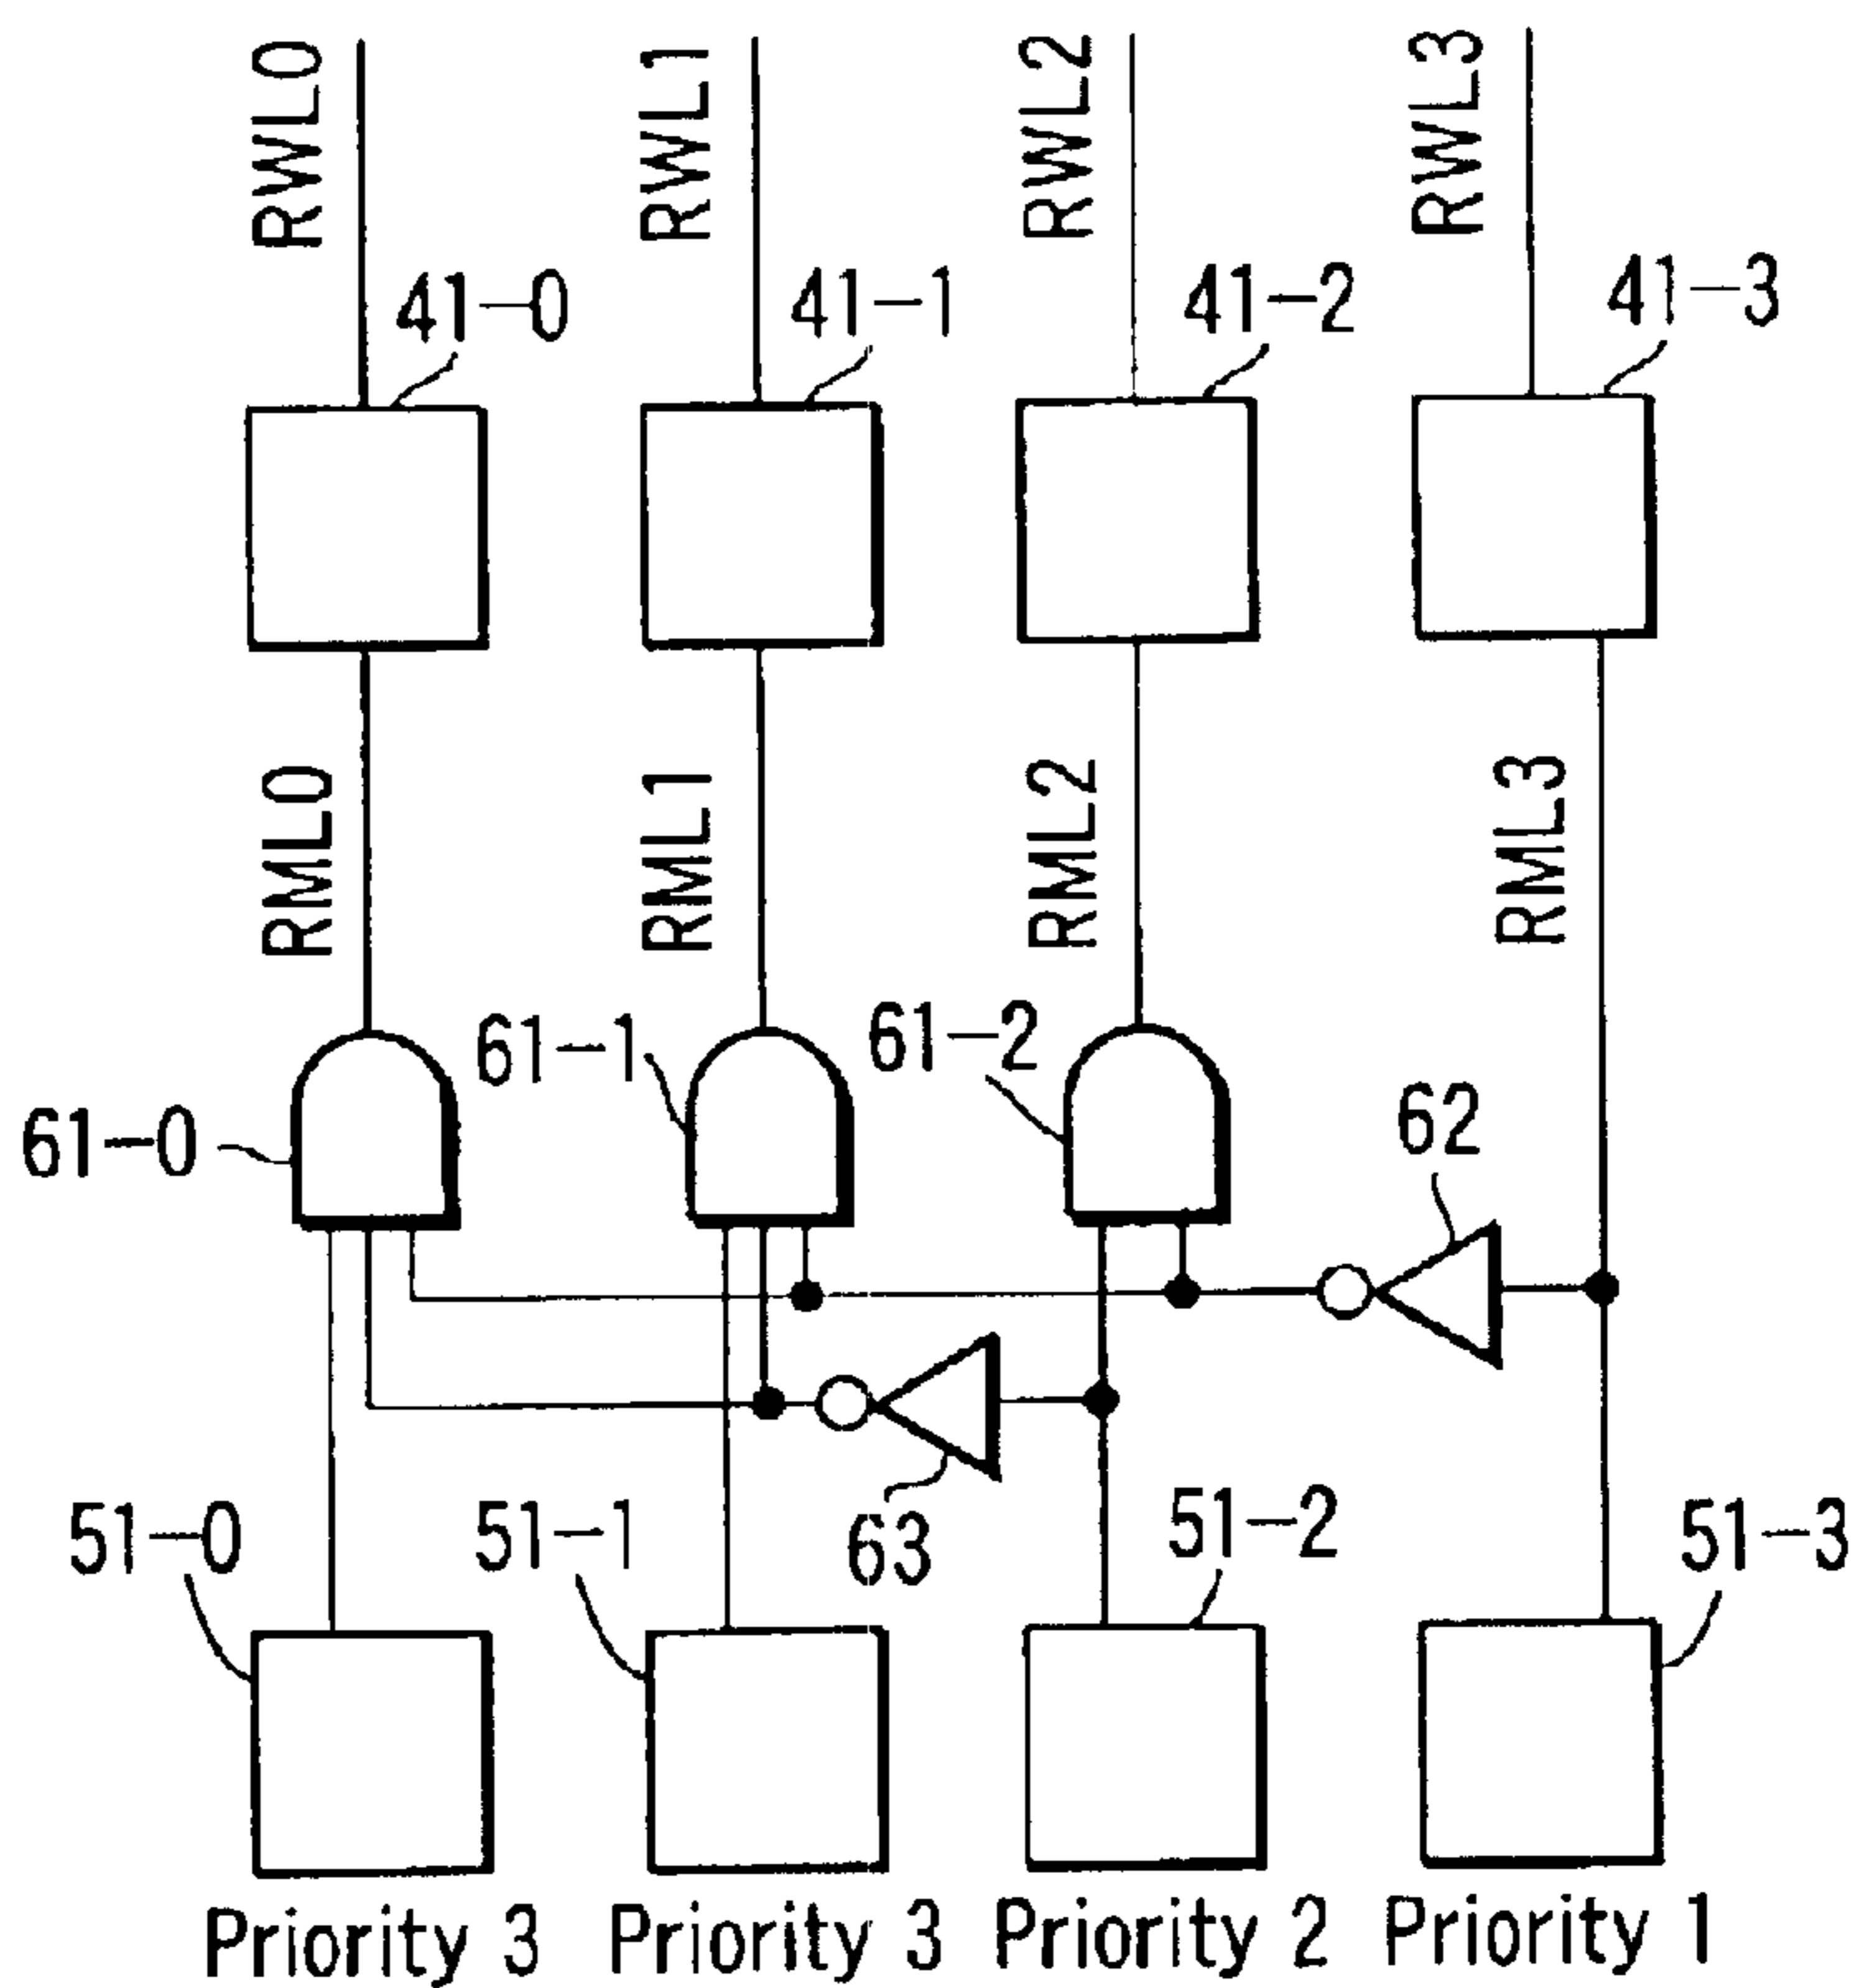 RWL0
RWL1
RWL2
RWL3
41-0
41-1
41-2
41-3
RML0
RML1
RML2
RML3
61-0
61-1
61-2
62
63
51-0
51-1
51-2
51-3
Priority 3
Priority 3
Priority 2
Priority 1